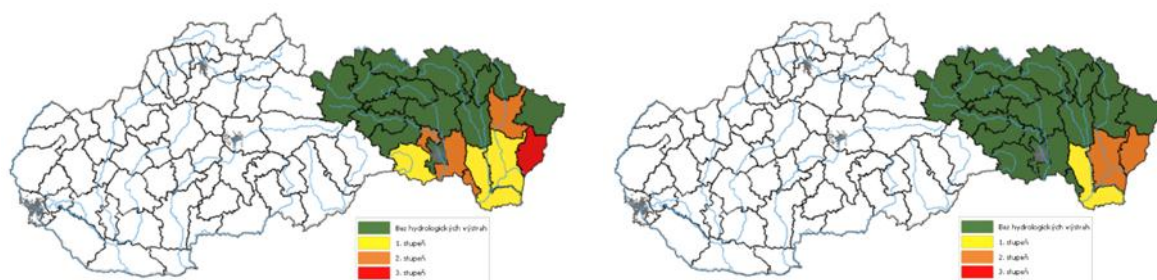 Bez hydrologických výstrah
1. stupeň
2. stupeň
3. stupeň
Bez hydrologických výstrah
1. stupeň
2. stupeň
3. stupeň